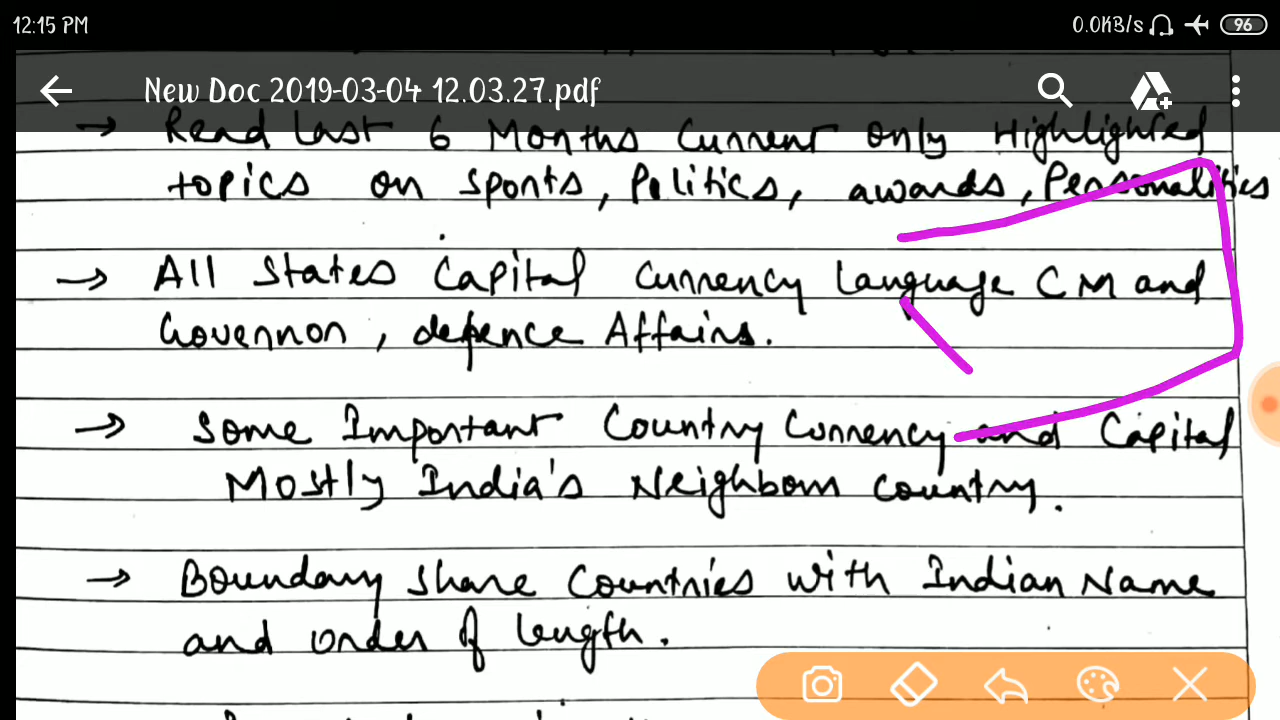 12:15 PM 0.0KB/s 96
New Doc 2019-03-04 12.03.27.pdf
→ Read Last 6 Months Current only Highlighted
topics on Sports, Politics, awards, Personalities
→ All States Capital Currency Language CM and
Governor, defence Affairs.
→ Some Important Country Currency and Capital
Mostly India's Neighbour Country.
→ Boundary Share Countries with Indian Name
and order of length.